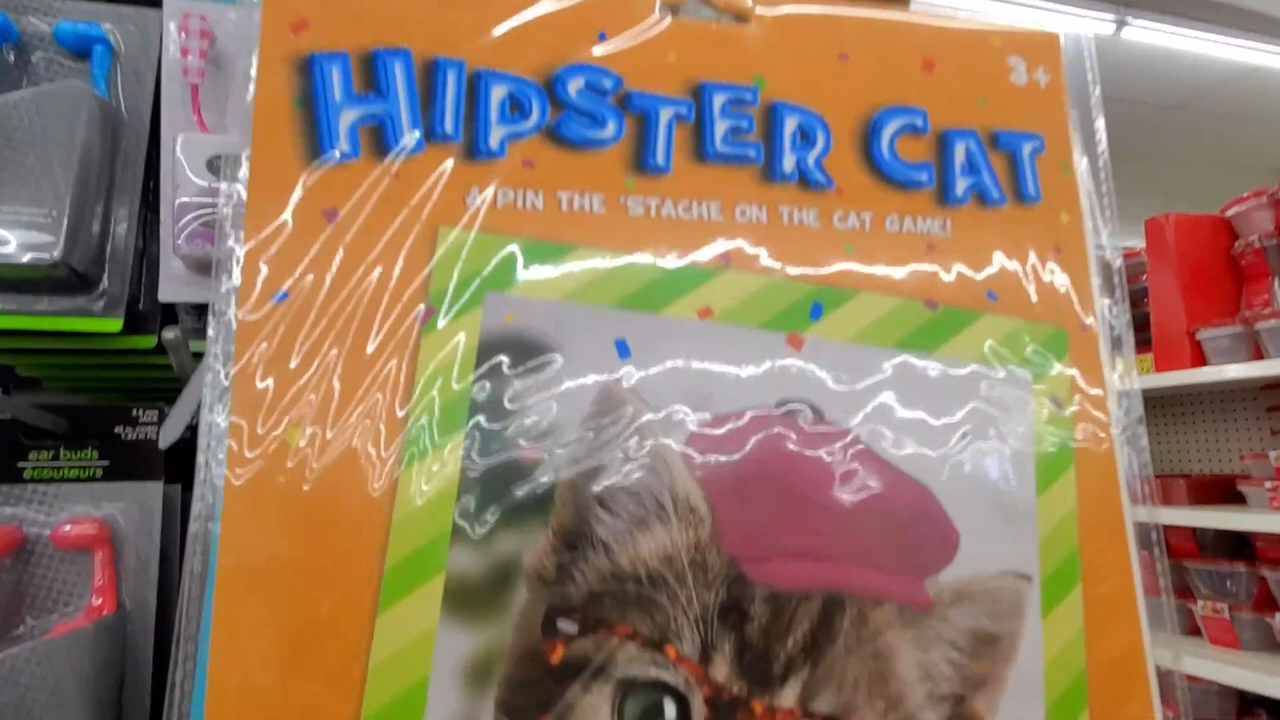 HIPSTER CAT
3+
A PIN THE 'STACHE ON THE CAT GAME!
ear buds
écouteurs